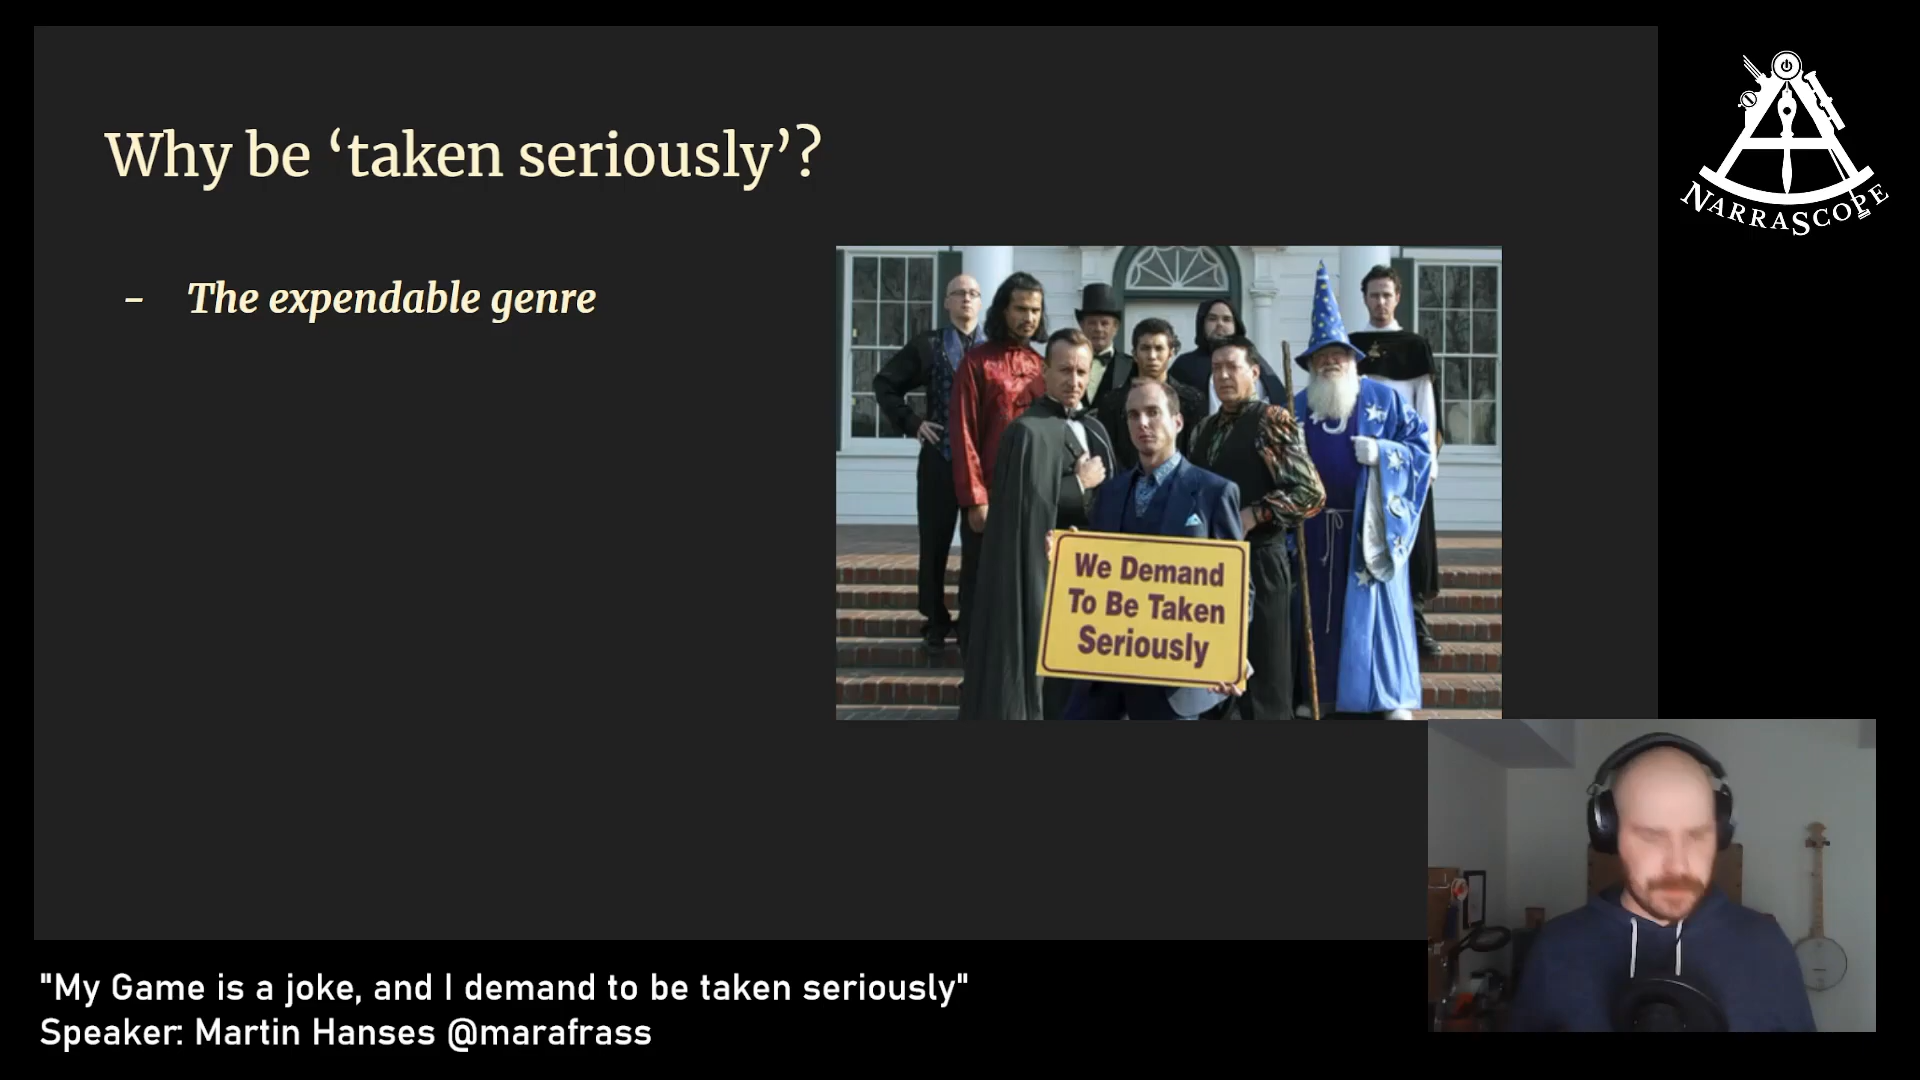 Why be ‘taken seriously’?
- The expendable genre
We Demand
To Be Taken
Seriously
NARRASCOPE
"My Game is a joke, and I demand to be taken seriously"
Speaker: Martin Hanses @marafrass